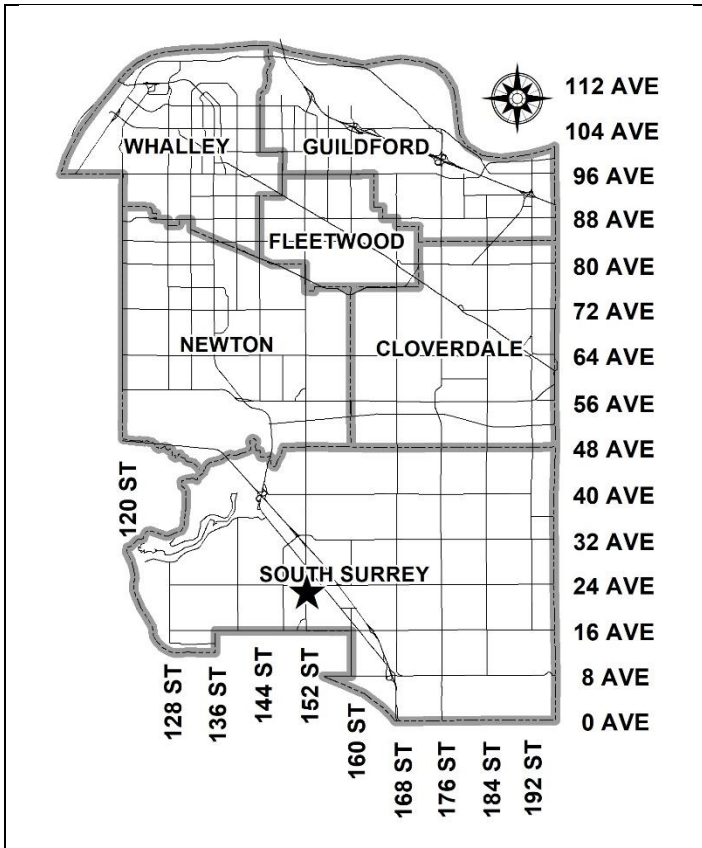 112 AVE
104 AVE
WHALLEY
GUILDFORD
96 AVE
88 AVE
FLEETWOOD
80 AVE
72 AVE
NEWTON
CLOVERDALE
64 AVE
56 AVE
48 AVE
120 ST
40 AVE
32 AVE
SOUTH SURREY
24 AVE
16 AVE
8 AVE
0 AVE
128 ST
136 ST
144 ST
152 ST
160 ST
168 ST
176 ST
184 ST
192 ST